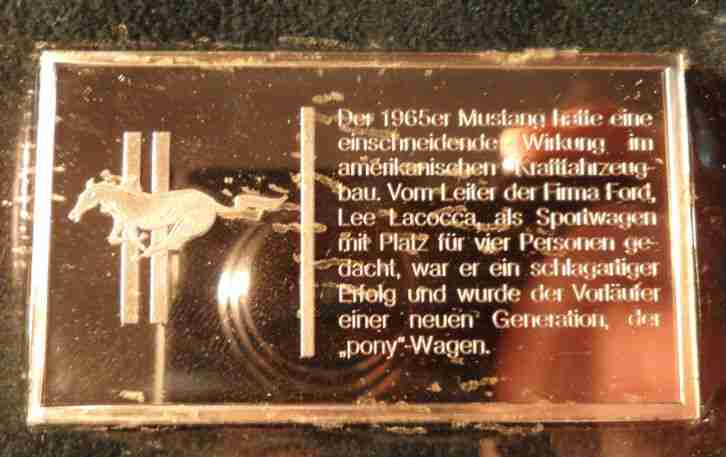 Der 1965er Mustang hatte eine
einschneidende Wirkung im
amerikanischen Kraftfahrzeug-
bau. Vom Leiter der Firma Ford,
Lee Lacocca, als Sportwagen
mit Platz für vier Personen ge-
dacht, war er ein schlagartiger
Erfolg und wurde der Vorläufer
einer neuen Generation, der
„pony“-Wagen.